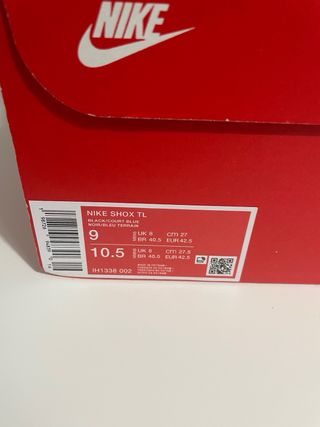 NIKE
NIKE SHOX TL
BLACK/COURT BLUE
NOIR/BLEU TERRAIN
9 UK 8 cm 27
BR 40.5 EUR 42.5
10.5 UK 8 cm 27.5
BR 40.5 EUR 42.5
IH1338 002